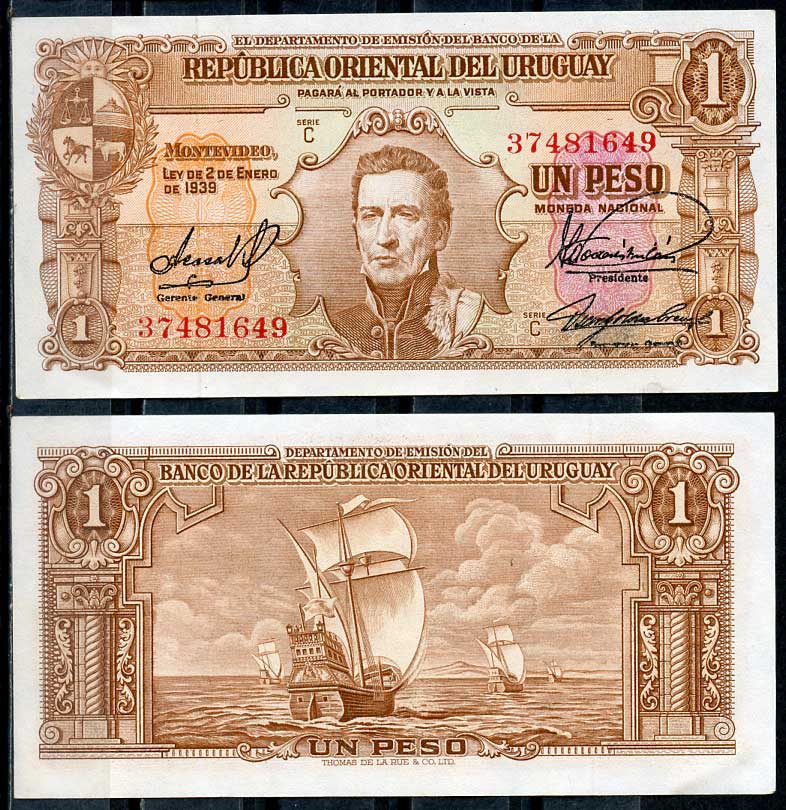 EL DEPARTAMENTO DE EMISIÓN DEL BANCO DE LA
REPÚBLICA ORIENTAL DEL URUGUAY
PAGARÁ AL PORTADOR Y A LA VISTA
1
SERIE
C
37481649
MONTEVIDEO,
LEY DE 2 DE ENERO
DE 1939
UN PESO
MONEDA NACIONAL
Gerente General
Presidente
37481649
SERIE
C
1
1
DEPARTAMENTO DE EMISIÓN DEL
BANCO DE LA REPÚBLICA ORIENTAL DEL URUGUAY
1
1
UN PESO
THOMAS DE LA RUE & CO. LTD.